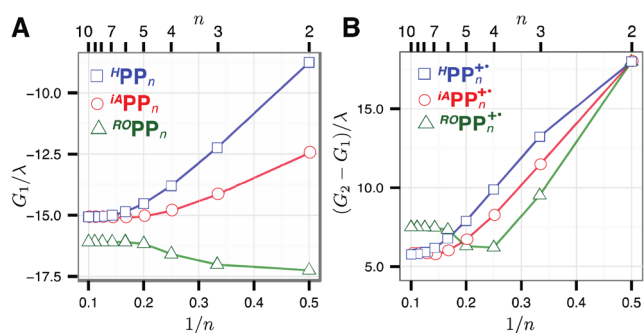 A
n
10 7 5 4 3 2
HPPn
iAPPn
ROPPn
G1/λ
−10.0
−12.5
−15.0
−17.5
0.1 0.2 0.3 0.4 0.5
1/n
B
n
10 7 5 4 3 2
HPPn+•
iAPPn+•
ROPPn+•
(G2 − G1)/λ
15.0
10.0
5.0
0.1 0.2 0.3 0.4 0.5
1/n